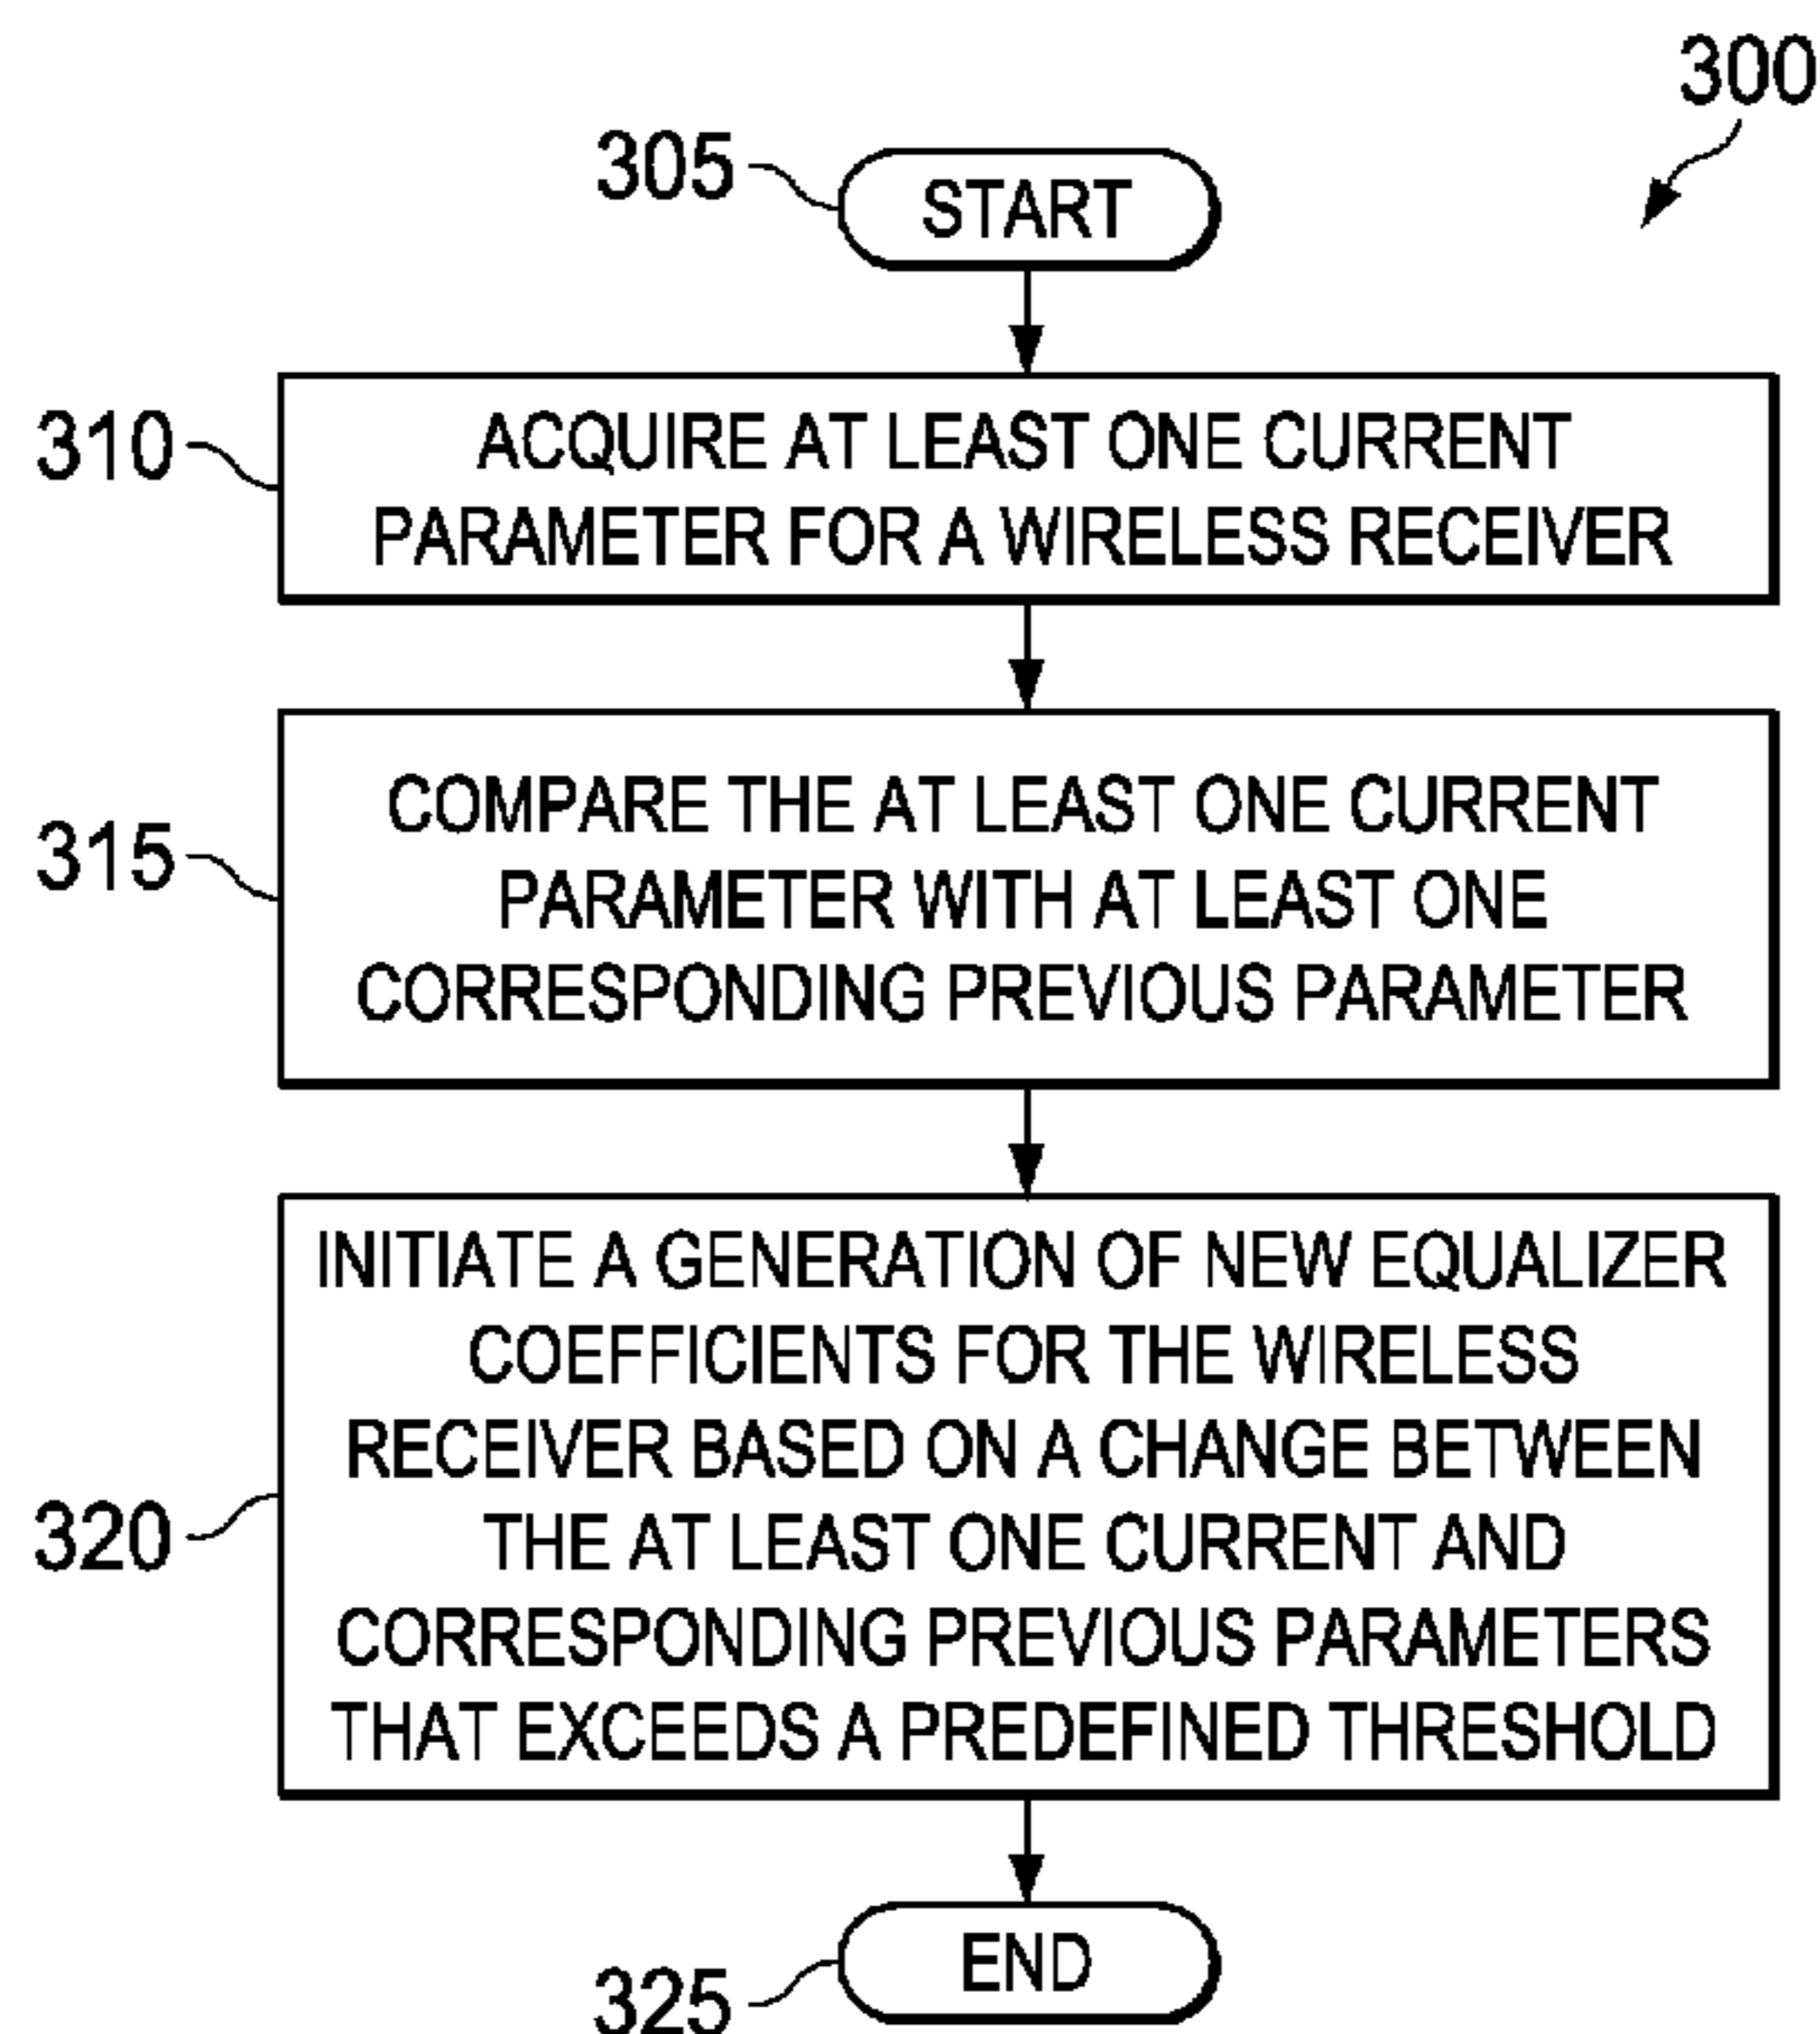 300
305
START
310
ACQUIRE AT LEAST ONE CURRENT
PARAMETER FOR A WIRELESS RECEIVER
315
COMPARE THE AT LEAST ONE CURRENT
PARAMETER WITH AT LEAST ONE
CORRESPONDING PREVIOUS PARAMETER
320
INITIATE A GENERATION OF NEW EQUALIZER
COEFFICIENTS FOR THE WIRELESS
RECEIVER BASED ON A CHANGE BETWEEN
THE AT LEAST ONE CURRENT AND
CORRESPONDING PREVIOUS PARAMETERS
THAT EXCEEDS A PREDEFINED THRESHOLD
325
END